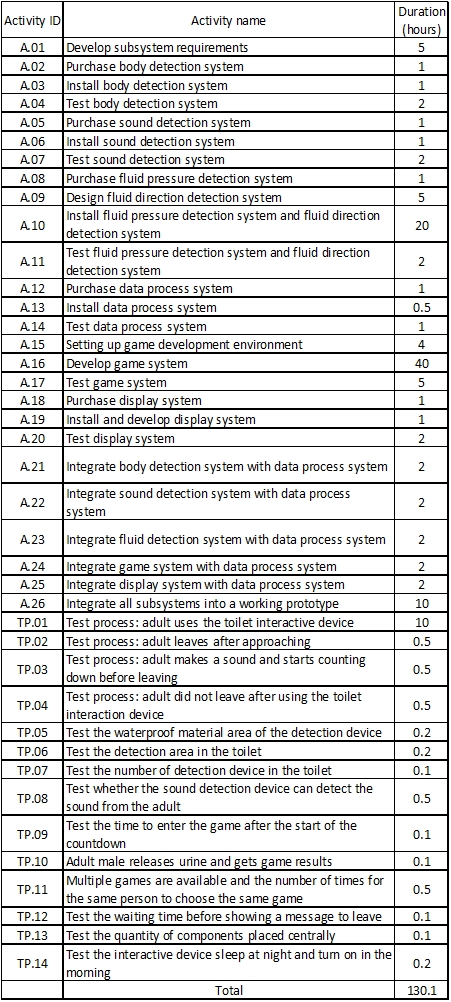 Activity ID Activity name Duration (hours)
A.01 Develop subsystem requirements 5
A.02 Purchase body detection system 1
A.03 Install body detection system 1
A.04 Test body detection system 2
A.05 Purchase sound detection system 1
A.06 Install sound detection system 1
A.07 Test sound detection system 2
A.08 Purchase fluid pressure detection system 1
A.09 Design fluid direction detection system 5
A.10 Install fluid pressure detection system and fluid direction
detection system 20
A.11 Test fluid pressure detection system and fluid direction
detection system 2
A.12 Purchase data process system 1
A.13 Install data process system 0.5
A.14 Test data process system 1
A.15 Setting up game development environment 4
A.16 Develop game system 40
A.17 Test game system 5
A.18 Purchase display system 1
A.19 Install and develop display system 1
A.20 Test display system 2
A.21 Integrate body detection system with data process system 2
A.22 Integrate sound detection system with data process
system 2
A.23 Integrate fluid detection system with data process system 2
A.24 Integrate game system with data process system 2
A.25 Integrate display system with data process system 2
A.26 Integrate all subsystems into a working prototype 10
TP.01 Test process: adult uses the toilet interactive device 10
TP.02 Test process: adult leaves after approaching 0.5
TP.03 Test process: adult makes a sound and starts counting
down before leaving 0.5
TP.04 Test process: adult did not leave after using the toilet
interaction device 0.5
TP.05 Test the waterproof material area of the detection device 0.2
TP.06 Test the detection area in the toilet 0.2
TP.07 Test the number of detection device in the toilet 0.1
TP.08 Test whether the sound detection device can detect the
sound from the adult 0.5
TP.09 Test the time to enter the game after the start of the
countdown 0.1
TP.10 Adult male releases urine and gets game results 0.1
TP.11 Multiple games are available and the number of times for
the same person to choose the same game 0.5
TP.12 Test the waiting time before showing a message to leave 0.1
TP.13 Test the quantity of components placed centrally 0.1
TP.14 Test the interactive device sleep at night and turn on in the
morning 0.2
Total 130.1